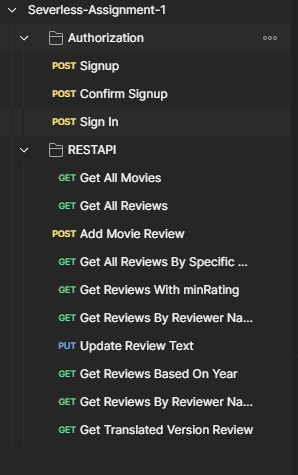 Severless-Assignment-1
Authorization
POST Signup
POST Confirm Signup
POST Sign In
RESTAPI
GET Get All Movies
GET Get All Reviews
POST Add Movie Review
GET Get All Reviews By Specific ...
GET Get Reviews With minRating
GET Get Reviews By Reviewer Na...
PUT Update Review Text
GET Get Reviews Based On Year
GET Get Reviews By Reviewer Na...
GET Get Translated Version Review